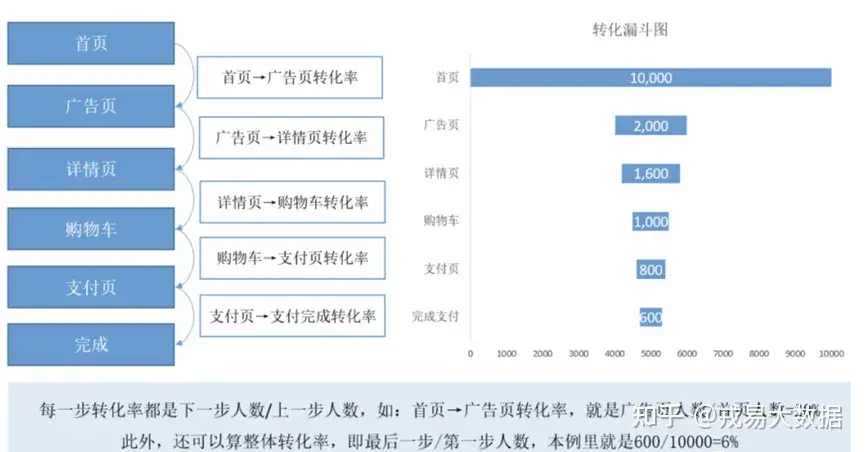 首页
广告页
详情页
购物车
支付页
完成
首页→广告页转化率
广告页→详情页转化率
详情页→购物车转化率
购物车→支付页转化率
支付页→支付完成转化率
转化漏斗图
首页
10,000
广告页
2,000
详情页
1,600
购物车
1,000
支付页
800
完成支付
600
0 1000 2000 3000 4000 5000 6000 7000 8000 9000 10000
每一步转化率都是下一步人数/上一步人数，如：首页→广告页转化率，就是广告页人数/首页人数
此外，还可以算整体转化率，即最后一步/第一步人数，本例里就是600/10000=6%
知乎 @戎易大数据